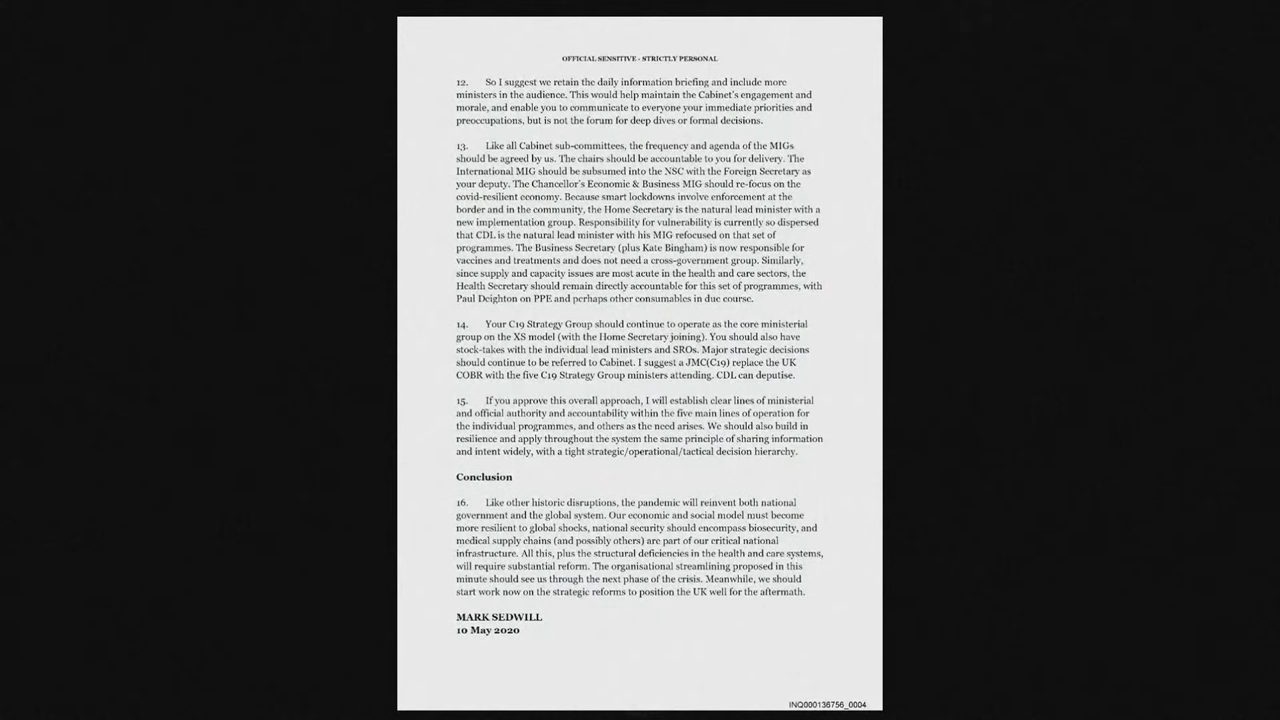 OFFICIAL SENSITIVE - STRICTLY PERSONAL
12. So I suggest we retain the daily information briefing and include more
ministers in the audience. This would help maintain the Cabinet's engagement and
morale, and enable you to communicate to everyone your immediate priorities and
preoccupations, but is not the forum for deep dives or formal decisions.
13. Like all Cabinet sub-committees, the frequency and agenda of the MIGs
should be agreed by us. The chairs should be accountable to you for delivery. The
International MIG should be subsumed into the NSC with the Foreign Secretary as
your deputy. The Chancellor's Economic & Business MIG should re-focus on the
covid-resilient economy. Because smart lockdowns involve enforcement at the
border and in the community, the Home Secretary is the natural lead minister with a
new implementation group. Responsibility for vulnerability is currently so dispersed
that CDL is the natural lead minister with his MIG refocused on that set of
programmes. The Business Secretary (plus Kate Bingham) is now responsible for
vaccines and treatments and does not need a cross-government group. Similarly,
since supply and capacity issues are most acute in the health and care sectors, the
Health Secretary should remain directly accountable for this set of programmes, with
Paul Deighton on PPE and perhaps other consumables in due course.
14. Your C19 Strategy Group should continue to operate as the core ministerial
group on the XS model (with the Home Secretary joining). You should also have
stock-takes with the individual lead ministers and SROs. Major strategic decisions
should continue to be referred to Cabinet. I suggest a JMC(C19) replace the UK
COBR with the five C19 Strategy Group ministers attending. CDL can deputise.
15. If you approve this overall approach, I will establish clear lines of ministerial
and official authority and accountability within the five main lines of operation for
the individual programmes, and others as the need arises. We should also build in
resilience and apply throughout the system the same principle of sharing information
and intent widely, with a tight strategic/operational/tactical decision hierarchy.
Conclusion
16. Like other historic disruptions, the pandemic will reinvent both national
government and the global system. Our economic and social model must become
more resilient to global shocks, national security should encompass biosecurity, and
medical supply chains (and possibly others) are part of our critical national
infrastructure. All this, plus the structural deficiencies in the health and care systems,
will require substantial reform. The organisational streamlining proposed in this
minute should see us through the next phase of the crisis. Meanwhile, we should
start work now on the strategic reforms to position the UK well for the aftermath.
MARK SEDWILL
10 May 2020
INQ000136756_0004